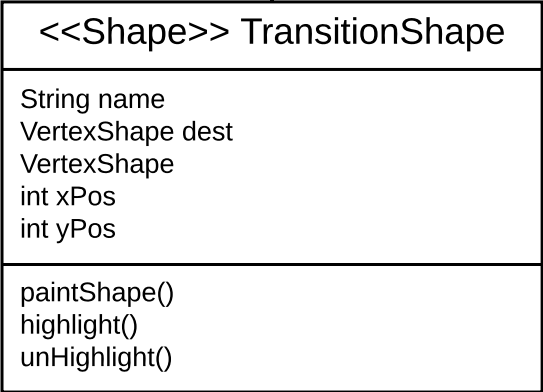 <<Shape>> TransitionShape
String name
VertexShape dest
VertexShape
int xPos
int yPos
paintShape()
highlight()
unHighlight()